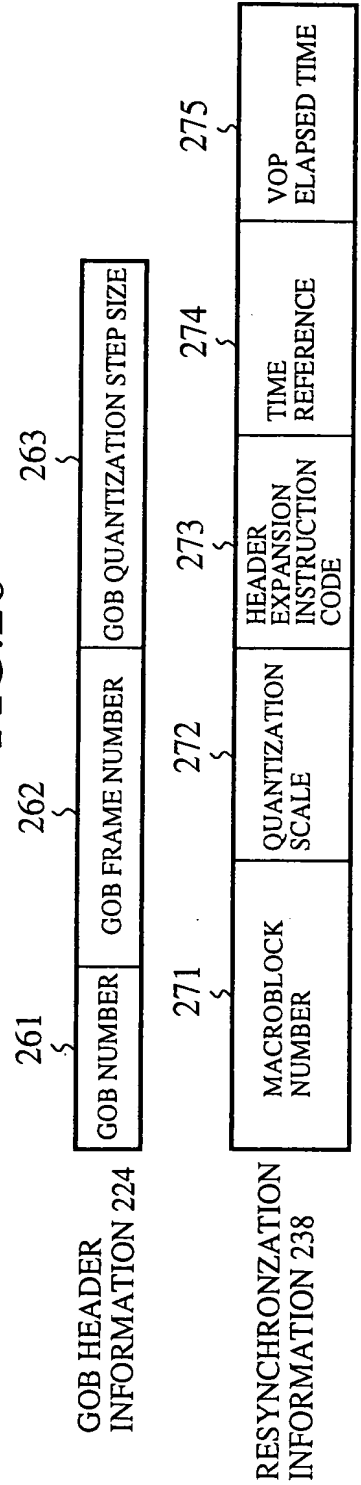 261
262
263
GOB HEADER
INFORMATION 224
GOB NUMBER
GOB FRAME NUMBER
GOB QUANTIZATION STEP SIZE
271
272
273
274
275
RESYNCHRONZATION
INFORMATION 238
MACROBLOCK
NUMBER
QUANTIZATION
SCALE
HEADER
EXPANSION
INSTRUCTION
CODE
TIME
REFERENCE
VOP
ELAPSED TIME